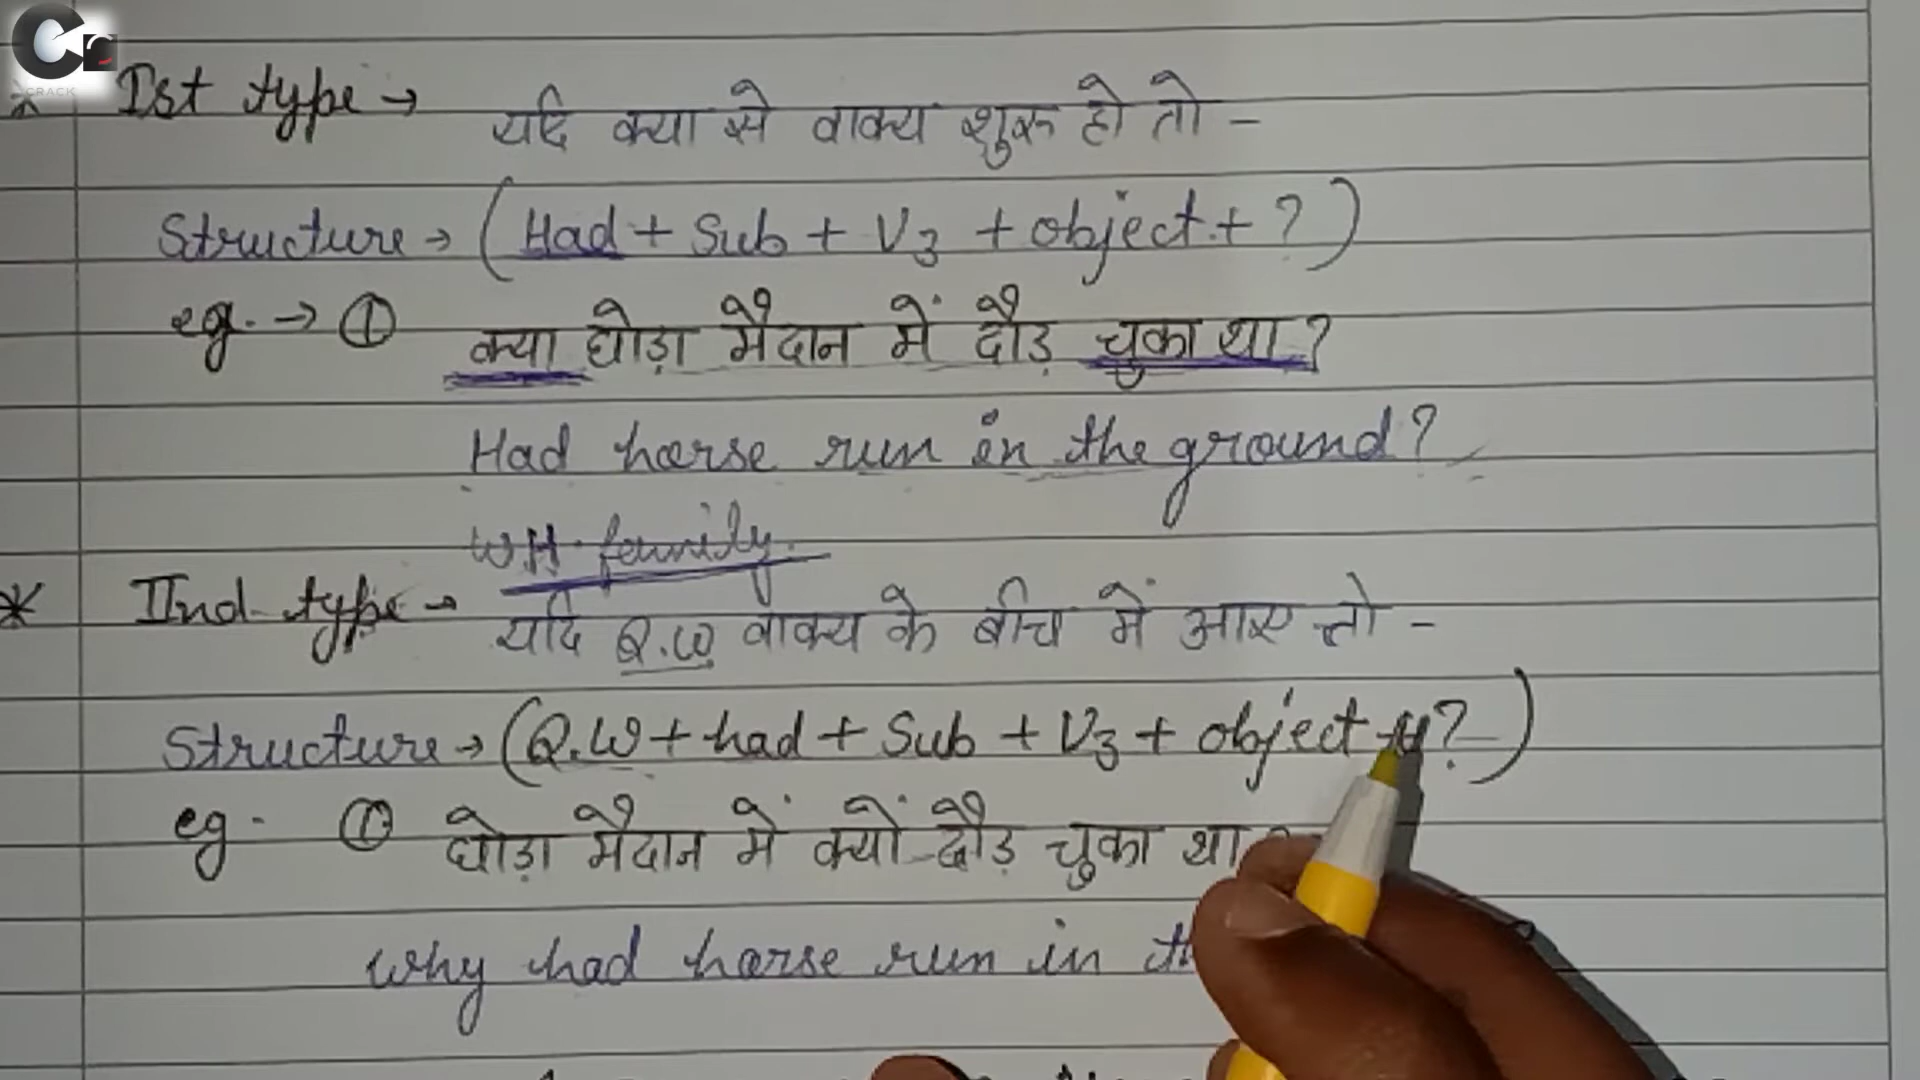 CRACK
Ist type → यदि क्या से वाक्य शुरू हो तो -
Structure → (Had + Sub + V3 + object + ?)
eg. → ① क्या घोड़ा मैदान में दौड़ चुका था?
Had horse run in the ground?
W.H. family.
* IInd type → यदि Q.W वाक्य के बीच में आए तो -
Structure → (Q.W + had + Sub + V3 + object + ?)
eg. ① घोड़ा मैदान में क्यों दौड़ चुका था
why had horse run in